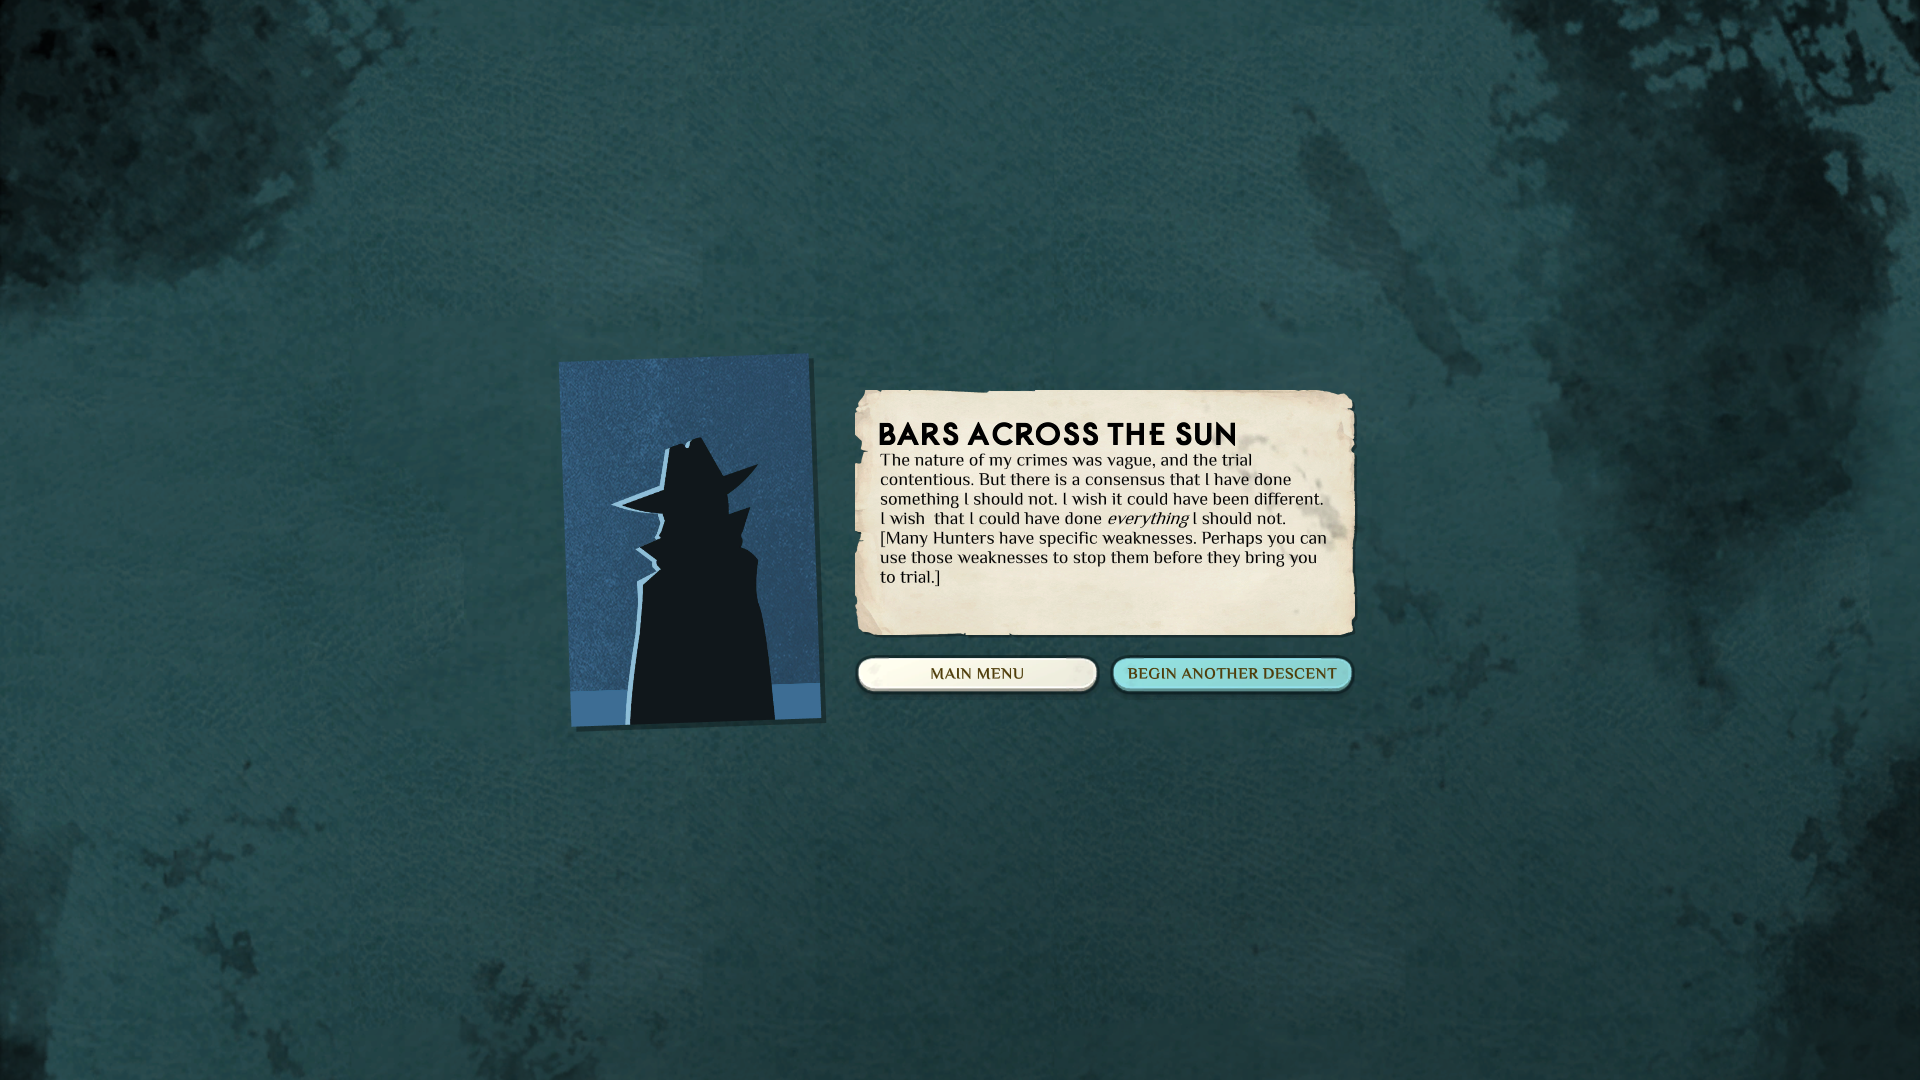 BARS ACROSS THE SUN
The nature of my crimes was vague, and the trial
contentious. But there is a consensus that I have done
something I should not. I wish it could have been different.
I wish  that I could have done everything I should not.
[Many Hunters have specific weaknesses. Perhaps you can
use those weaknesses to stop them before they bring you
to trial.]
MAIN MENU
BEGIN ANOTHER DESCENT